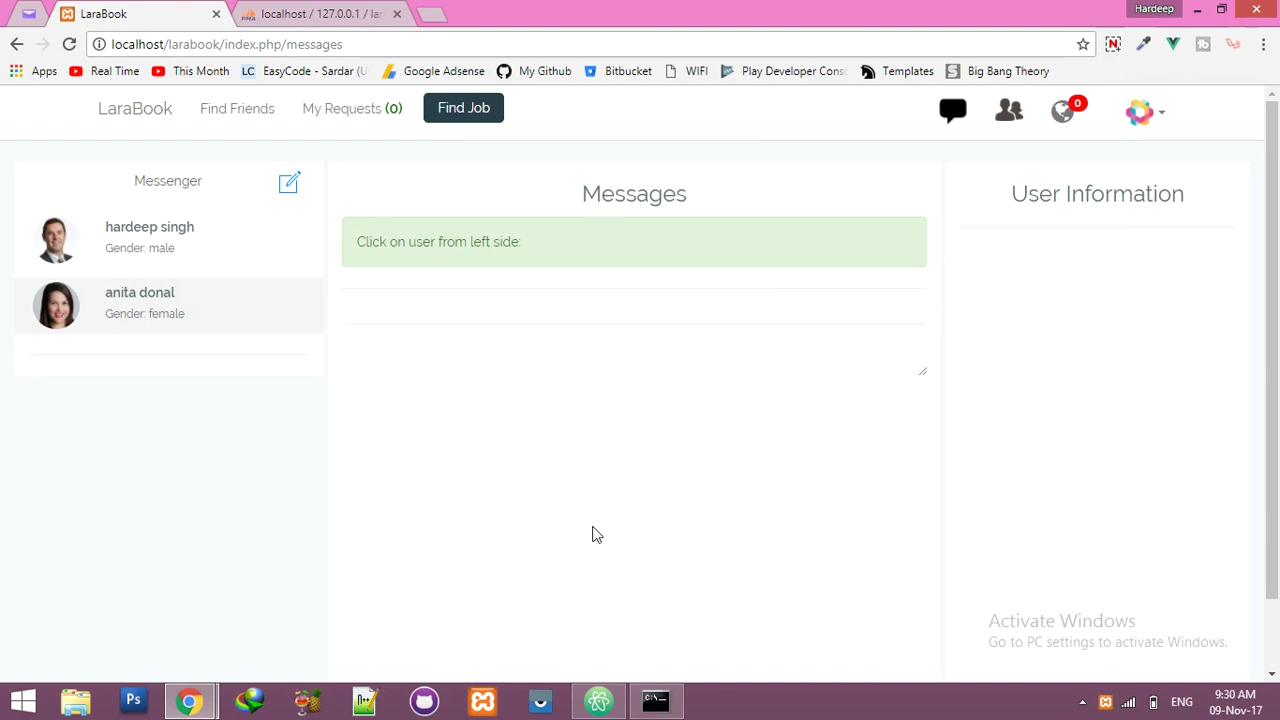 LaraBook
localhost / 127.0.0.1 / lar
Hardeep
localhost/larabook/index.php/messages
Apps
Real Time
This Month
LC EasyCode - Sardar (U
Google Adsense
My Github
Bitbucket
WIFI
Play Developer Cons
Templates
Big Bang Theory
LaraBook
Find Friends
My Requests (0)
Find Job
0
Messenger
hardeep singh
Gender: male
anita donal
Gender: female
Messages
Click on user from left side:
User Information
Activate Windows
Go to PC settings to activate Windows.
Ps
ENG
9:30 AM
09-Nov-17